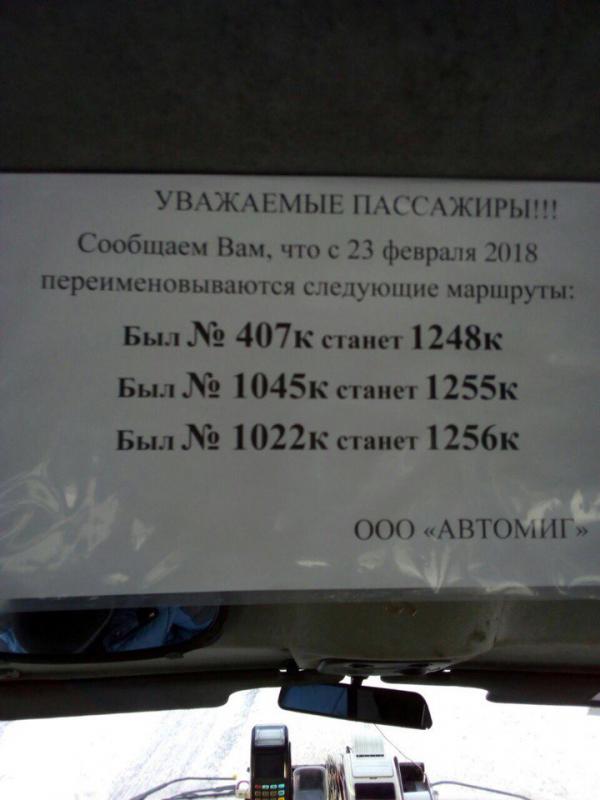 УВАЖАЕМЫЕ ПАССАЖИРЫ!!!
Сообщаем Вам, что с 23 февраля 2018
переименовываются следующие маршруты:
Был № 407к станет 1248к
Был № 1045к станет 1255к
Был № 1022к станет 1256к
ООО «АВТОМИГ»